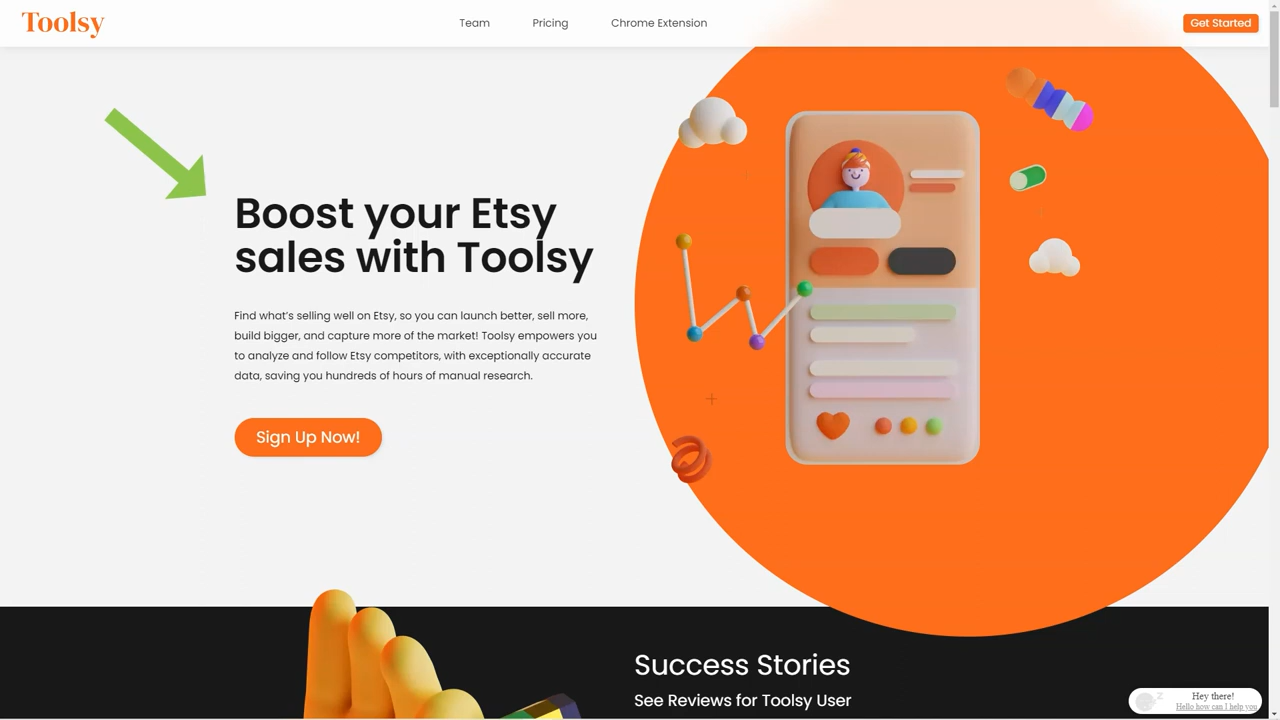 Toolsy
Team
Pricing
Chrome Extension
Get Started
Boost your Etsy
sales with Toolsy
Find what's selling well on Etsy, so you can launch better, sell more,
build bigger, and capture more of the market! Toolsy empowers you
to analyze and follow Etsy competitors, with exceptionally accurate
data, saving you hundreds of hours of manual research.
Sign Up Now!
Success Stories
See Reviews for Toolsy User
Hey there!
Hello how can I help you